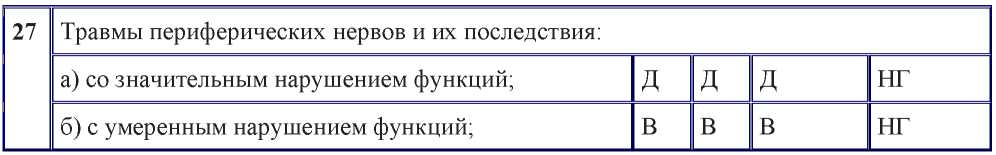 27 Травмы периферических нервов и их последствия:
а) со значительным нарушением функций; Д Д Д НГ
б) с умеренным нарушением функций; В В В НГ